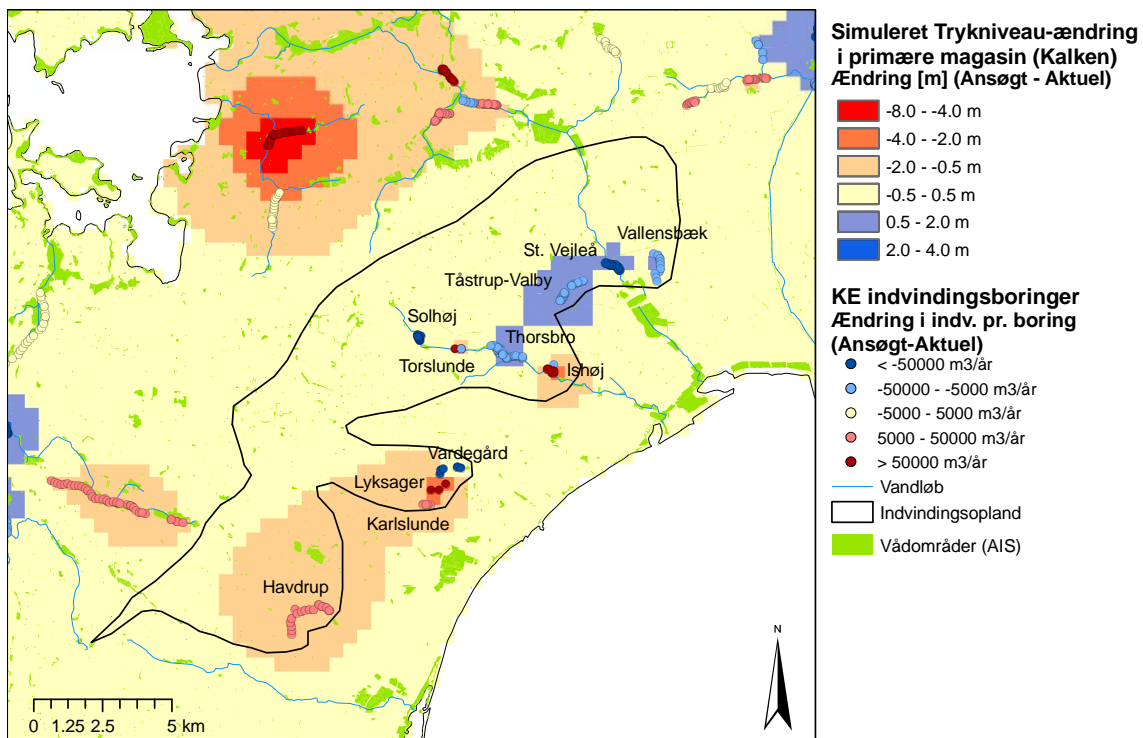 Simuleret Trykniveau-ændring
i primære magasin (Kalken)
Ændring [m] (Ansøgt - Aktuel)
-8.0 - -4.0 m
-4.0 - -2.0 m
-2.0 - -0.5 m
-0.5 - 0.5 m
0.5 - 2.0 m
2.0 - 4.0 m
KE indvindingsboringer
Ændring i indv. pr. boring
(Ansøgt-Aktuel)
< -50000 m3/år
-50000 - -5000 m3/år
-5000 - 5000 m3/år
5000 - 50000 m3/år
> 50000 m3/år
Vandløb
Indvindingsopland
Vådområder (AIS)
Vallensbæk
St. Vejleå
Tåstrup-Valby
Solhøj
Thorsbro
Torslunde
Ishøj
Vardegård
Lyksager
Karlslunde
Havdrup
N
0 1.25 2.5 5 km